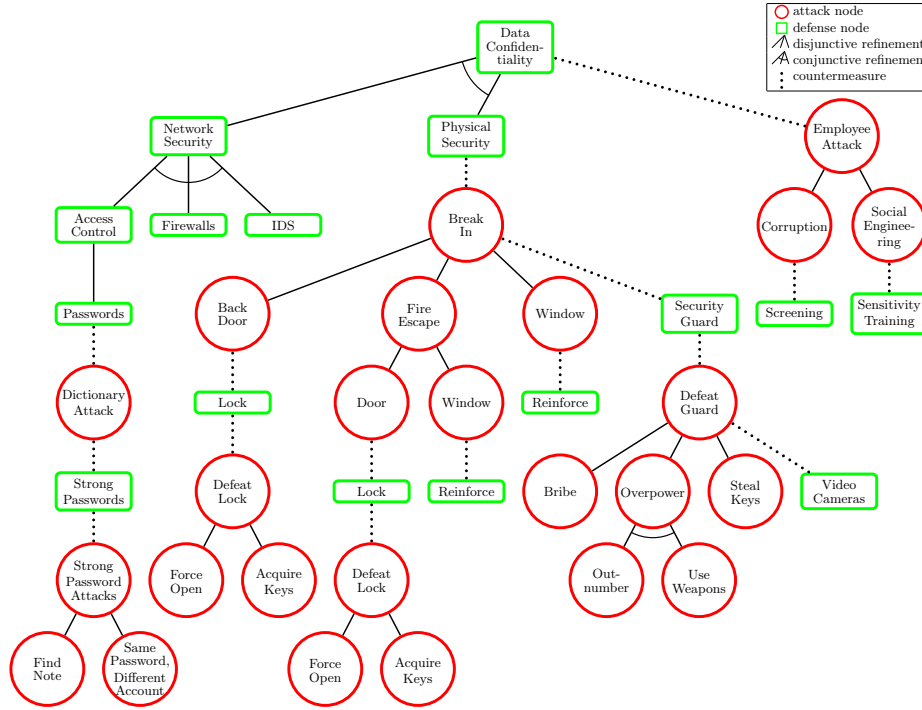 attack node
defense node
disjunctive refinement
conjunctive refinement
countermeasure
Data
Confiden-
tiality
Network
Security
Physical
Security
Employee
Attack
Access
Control
Firewalls
IDS
Break
In
Corruption
Social
Enginee-
ring
Passwords
Back
Door
Fire
Escape
Window
Security
Guard
Screening
Sensitivity
Training
Dictionary
Attack
Lock
Door
Window
Reinforce
Defeat
Guard
Strong
Passwords
Defeat
Lock
Lock
Reinforce
Bribe
Overpower
Steal
Keys
Video
Cameras
Strong
Password
Attacks
Force
Open
Acquire
Keys
Defeat
Lock
Out-
number
Use
Weapons
Find
Note
Same
Password,
Different
Account
Force
Open
Acquire
Keys